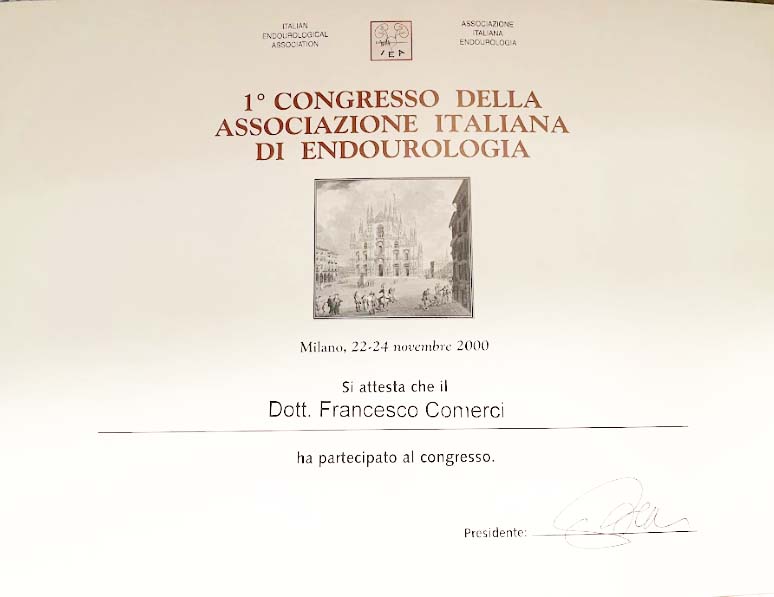 ITALIAN
ENDOUROLOGICAL
ASSOCIATION
IEA
ASSOCIAZIONE
ITALIANA
ENDOUROLOGIA
1° CONGRESSO DELLA
ASSOCIAZIONE ITALIANA
DI ENDOUROLOGIA
Milano, 22-24 novembre 2000
Si attesta che il
Dott. Francesco Comerci
ha partecipato al congresso.
Presidente: